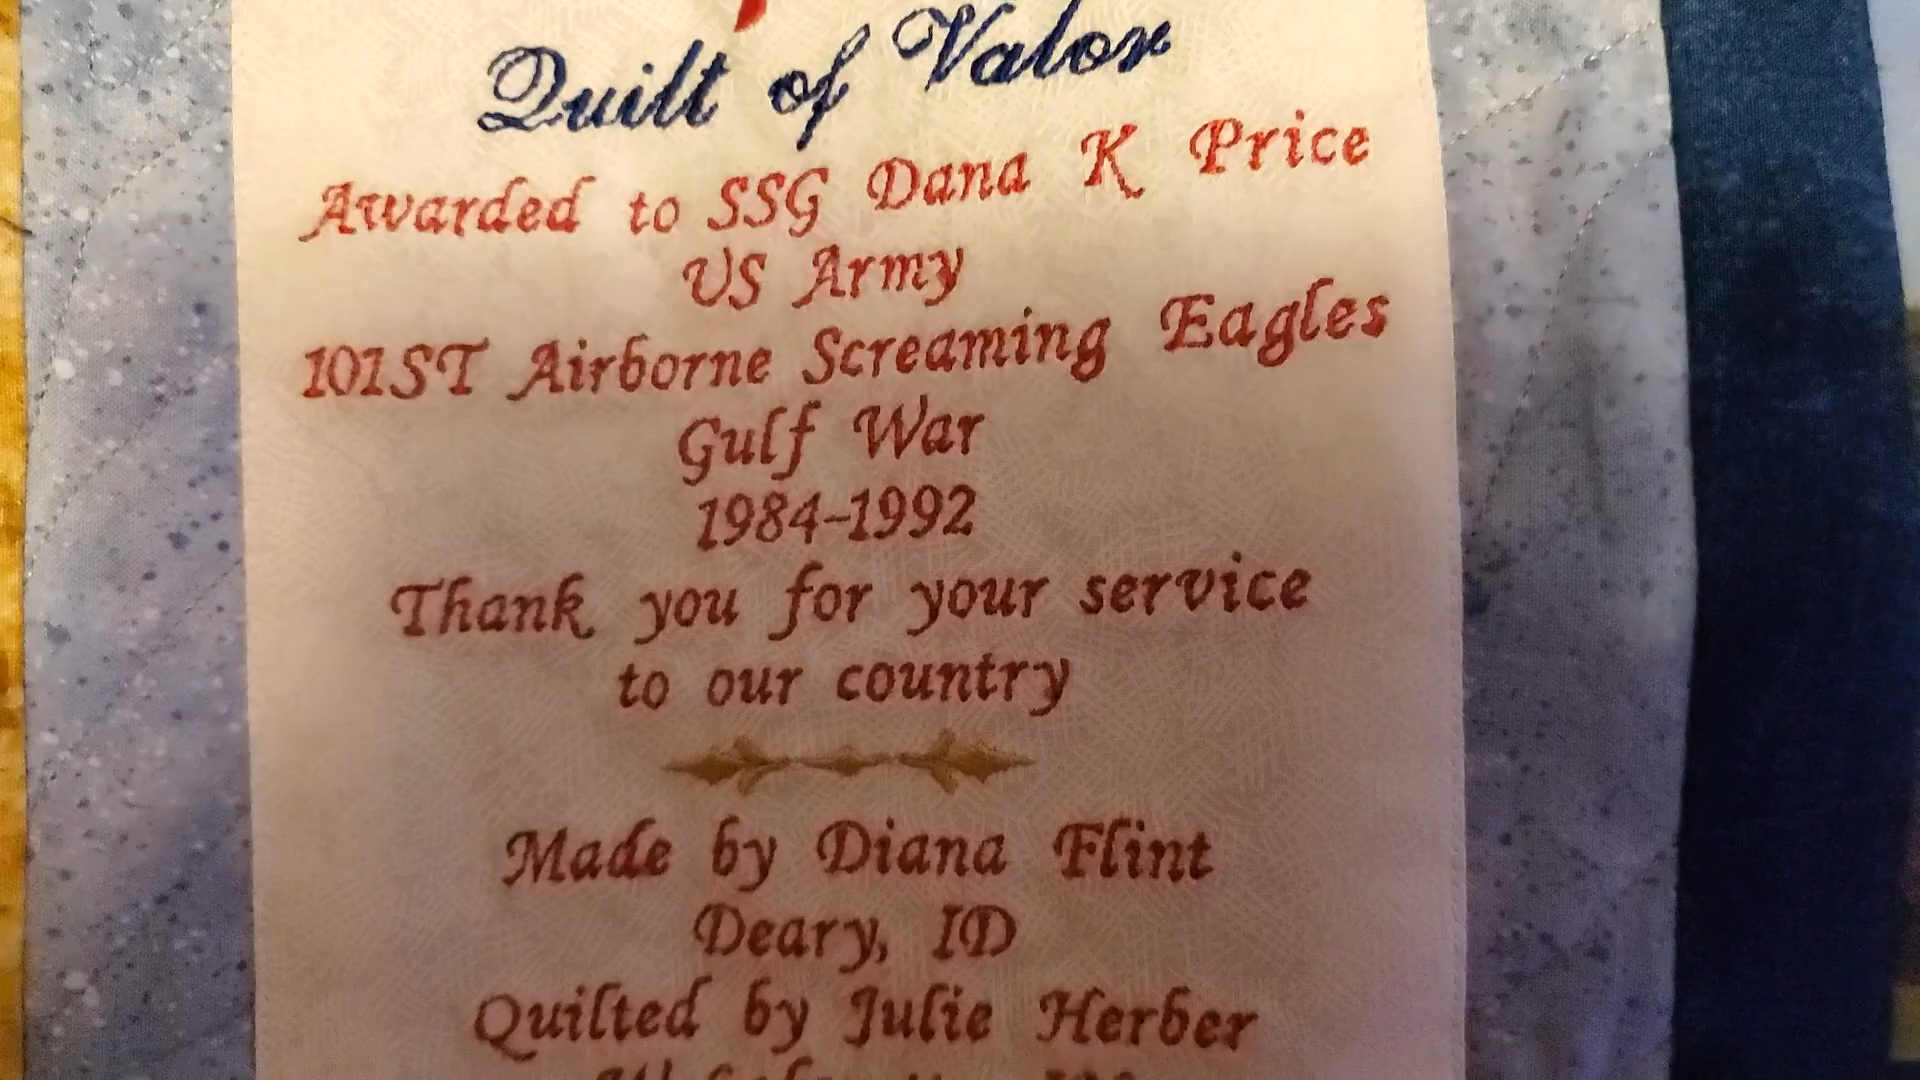 Quilt of Valor
Awarded to SSG Dana K Price
US Army
101ST Airborne Screaming Eagles
Gulf War
1984-1992
Thank you for your service
to our country
Made by Diana Flint
Deary, ID
Quilted by Julie Herber